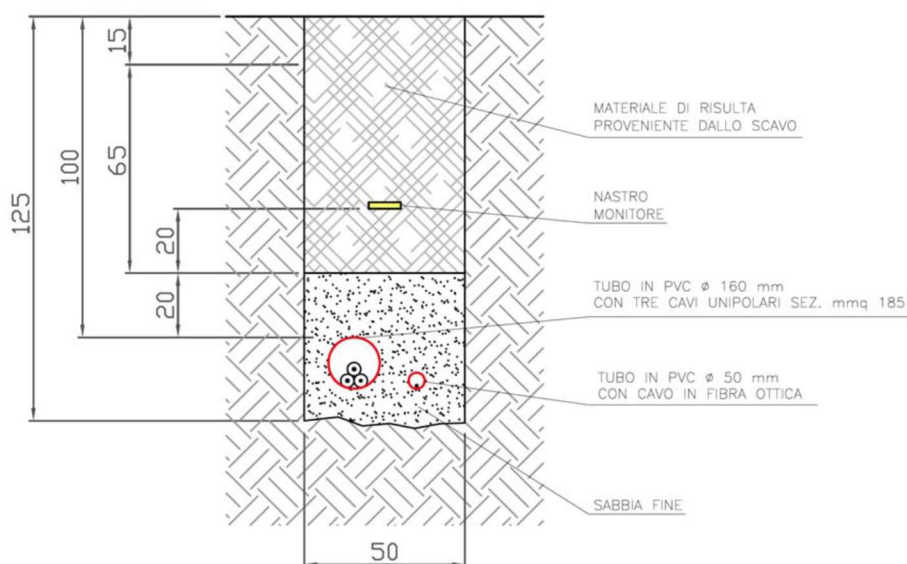 15
100
65
125
20
20
50
MATERIALE DI RISULTA
PROVENIENTE DALLO SCAVO
NASTRO
MONITORE
TUBO IN PVC ø 160 mm
CON TRE CAVI UNIPOLARI SEZ. mmq 185
TUBO IN PVC ø 50 mm
CON CAVO IN FIBRA OTTICA
SABBIA FINE